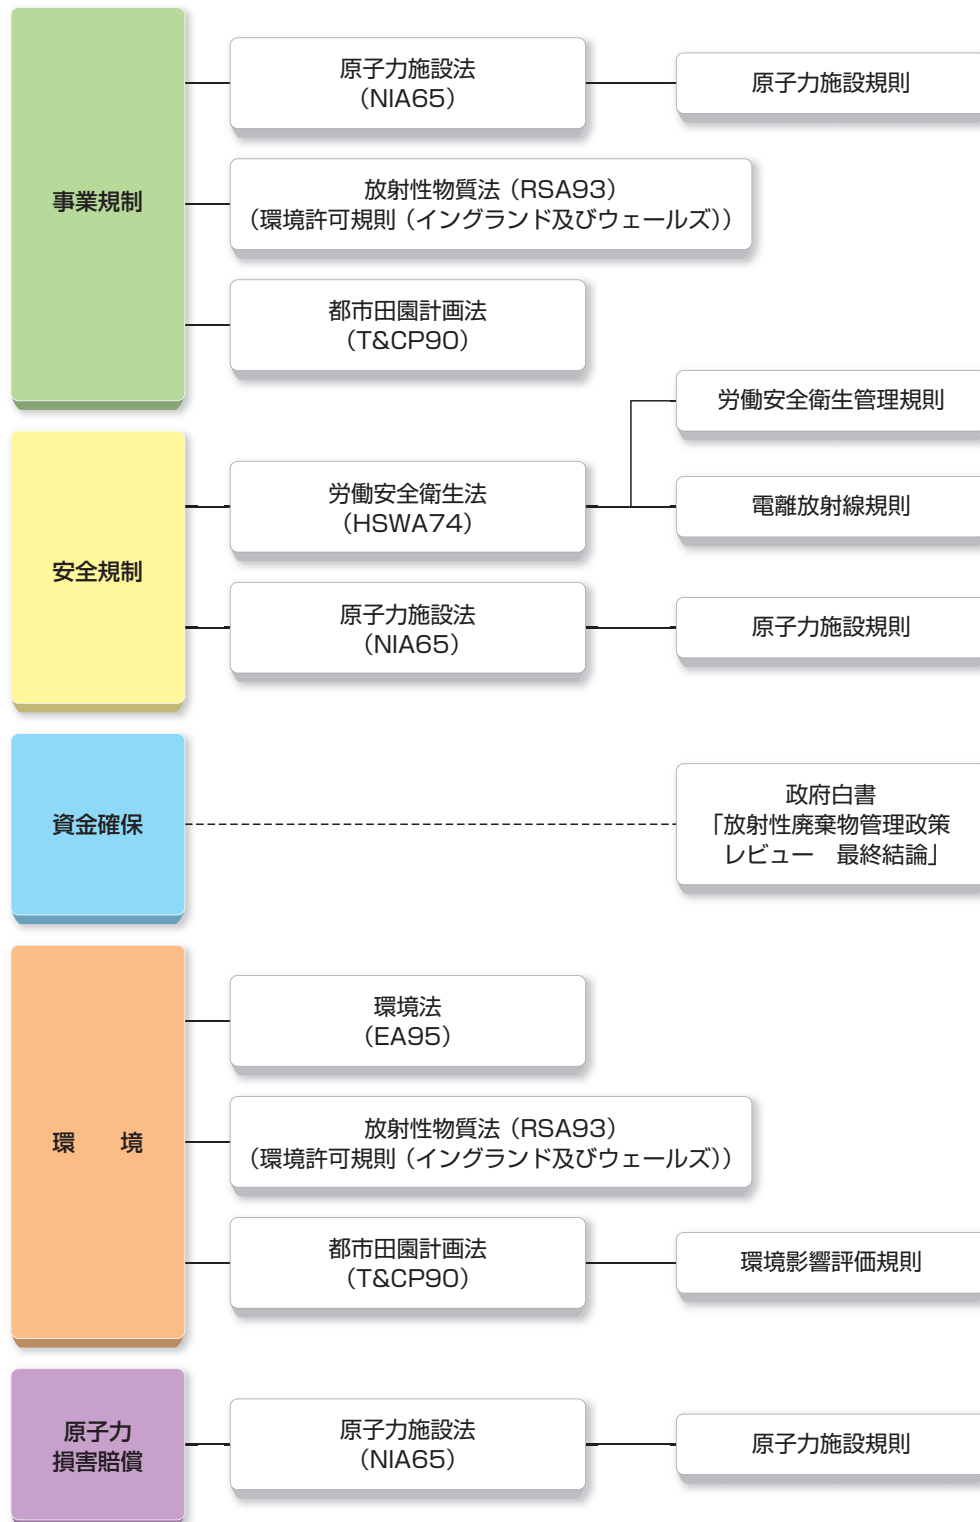 事業規制
原子力施設法
（NIA65）
原子力施設規則
放射性物質法（RSA93）
（環境許可規則（イングランド及びウェールズ））
都市田園計画法
（T&CP90）
安全規制
労働安全衛生法
（HSWA74）
労働安全衛生管理規則
電離放射線規則
原子力施設法
（NIA65）
原子力施設規則
資金確保
政府白書
「放射性廃棄物管理政策
レビュー　最終結論」
環　　境
環境法
（EA95）
放射性物質法（RSA93）
（環境許可規則（イングランド及びウェールズ））
都市田園計画法
（T&CP90）
環境影響評価規則
原子力
損害賠償
原子力施設法
（NIA65）
原子力施設規則